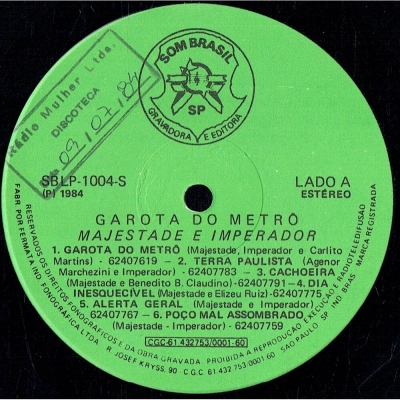 Rádio Mulher Ltda.
DISCOTECA
09/07/84
SOM BRASIL
SP
GRAVADORA E EDITORA
SBLP-1004-S
(P) 1984
LADO A
ESTÉREO
GAROTA DO METRÔ
MAJESTADE E IMPERADOR
1. GAROTA DO METRÔ (Majestade, Imperador e Carlito
Martins) - 62407619 - 2. TERRA PAULISTA (Agenor
Marchezini e Imperador) - 62407783 - 3. CACHOEIRA
(Majestade e Benedito B. Claudino) - 62407791 - 4. DIA
INESQUECÍVEL (Majestade e Elizeu Ruiz) - 62407775
5. ALERTA GERAL (Majestade e Imperador) -
62407767 - 6. POÇO MAL ASSOMBRADO
(Majestade - Imperador) - 62407759
CGC-61.432753/0001-60
RESERVADOS OS DIREITOS FONOGRÁFICOS E DA OBRA GRAVADA. PROIBIDA A REPRODUÇÃO, EXECUÇÃO E RADIOTELEDIFUSÃO
FABR. POR FERMATA IND. FONOGRÁFICA LTDA. R. JOSEF KRYSS, 90 - CGC 61.432.753/0001-60 SÃO PAULO SP IND. BRAS. MARCA REGISTRADA